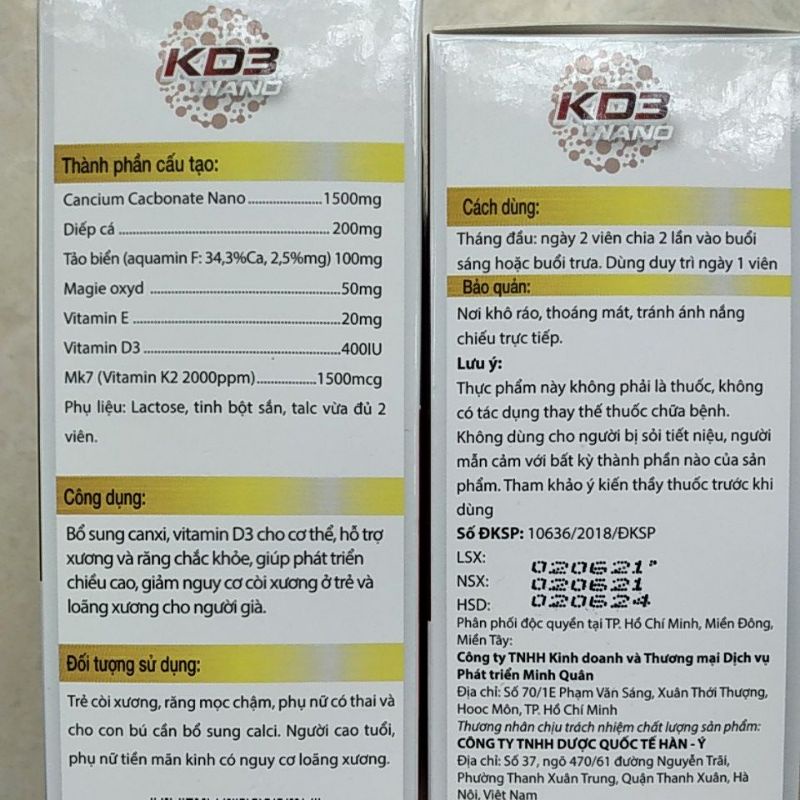 KD3
NANO
Thành phần cấu tạo:
Cancium Cacbonate Nano......................1500mg
Diếp cá......................................200mg
Tảo biển (aquamin F: 34,3%Ca, 2,5%mg) 100mg
Magie oxyd....................................50mg
Vitamin E.....................................20mg
Vitamin D3....................................400IU
Mk7 (Vitamin K2 2000ppm)...............1500mcg
Phụ liệu: Lactose, tinh bột sắn, talc vừa đủ 2
viên.
Công dụng:
Bổ sung canxi, vitamin D3 cho cơ thể, hỗ trợ
xương và răng chắc khỏe, giúp phát triển
chiều cao, giảm nguy cơ còi xương ở trẻ và
loãng xương cho người già.
Đối tượng sử dụng:
Trẻ còi xương, răng mọc chậm, phụ nữ có thai và
cho con bú cần bổ sung calci. Người cao tuổi,
phụ nữ tiền mãn kinh có nguy cơ loãng xương.
KD3
NANO
Cách dùng:
Tháng đầu: ngày 2 viên chia 2 lần vào buổi
sáng hoặc buổi trưa. Dùng duy trì ngày 1 viên
Bảo quản:
Nơi khô ráo, thoáng mát, tránh ánh nắng
chiếu trực tiếp.
Lưu ý:
Thực phẩm này không phải là thuốc, không
có tác dụng thay thế thuốc chữa bệnh.
Không dùng cho người bị sỏi tiết niệu, người
mẫn cảm với bất kỳ thành phần nào của sản
phẩm. Tham khảo ý kiến thầy thuốc trước khi
dùng
Số ĐKSP: 10636/2018/ĐKSP
LSX: 020621
NSX: 020621
HSD: 020624
Phân phối độc quyền tại TP. Hồ Chí Minh, Miền Đông,
Miền Tây:
Công ty TNHH Kinh doanh và Thương mại Dịch vụ
Phát triển Minh Quân
Địa chỉ: Số 70/1E Phạm Văn Sáng, Xuân Thới Thượng,
Hooc Môn, TP. Hồ Chí Minh
Thương nhân chịu trách nhiệm chất lượng sản phẩm:
CÔNG TY TNHH DƯỢC QUỐC TẾ HÀN - Ý
Địa chỉ: Số 37, ngõ 470/61 đường Nguyễn Trãi,
Phường Thanh Xuân Trung, Quận Thanh Xuân, Hà
Nội, Việt Nam